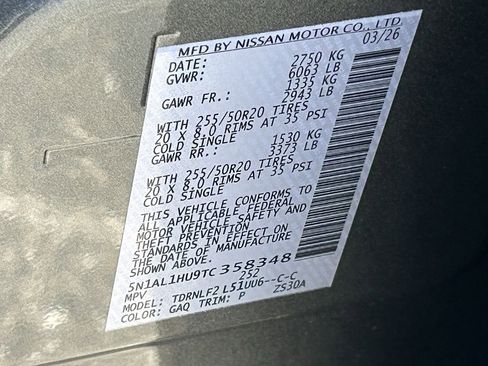 MFD BY NISSAN MOTOR CO., LTD.
DATE: 03/26
GVWR: 2750 KG
6063 LB
GAWR FR.: 1335 KG
2943 LB
WITH 255/50R20 TIRES
20 X 8.0 RIMS AT 35 PSI
COLD SINGLE
GAWR RR.: 1530 KG
3373 LB
WITH 255/50R20 TIRES
20 X 8.0 RIMS AT 35 PSI
COLD SINGLE
THIS VEHICLE CONFORMS TO
ALL APPLICABLE FEDERAL
MOTOR VEHICLE SAFETY AND
THEFT PREVENTION
STANDARDS IN EFFECT ON
THE DATE OF MANUFACTURE
SHOWN ABOVE.
5N1AL1HU9TC358348
MPV 252
MODEL: TDRNLF2 L51UU6--C-C
COLOR: GAQ TRIM: P ZS30A